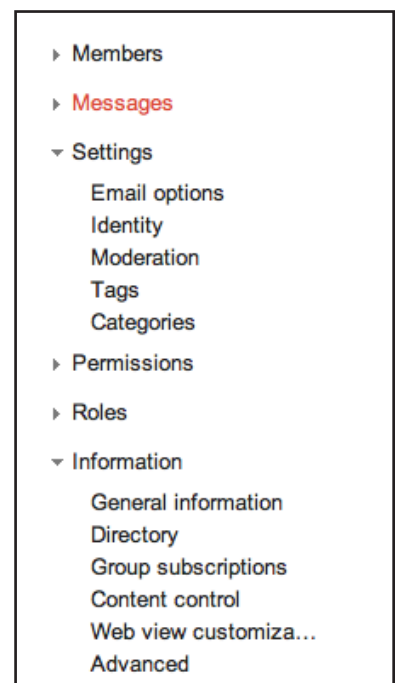 Members
Messages
Settings
Email options
Identity
Moderation
Tags
Categories
Permissions
Roles
Information
General information
Directory
Group subscriptions
Content control
Web view customiza...
Advanced